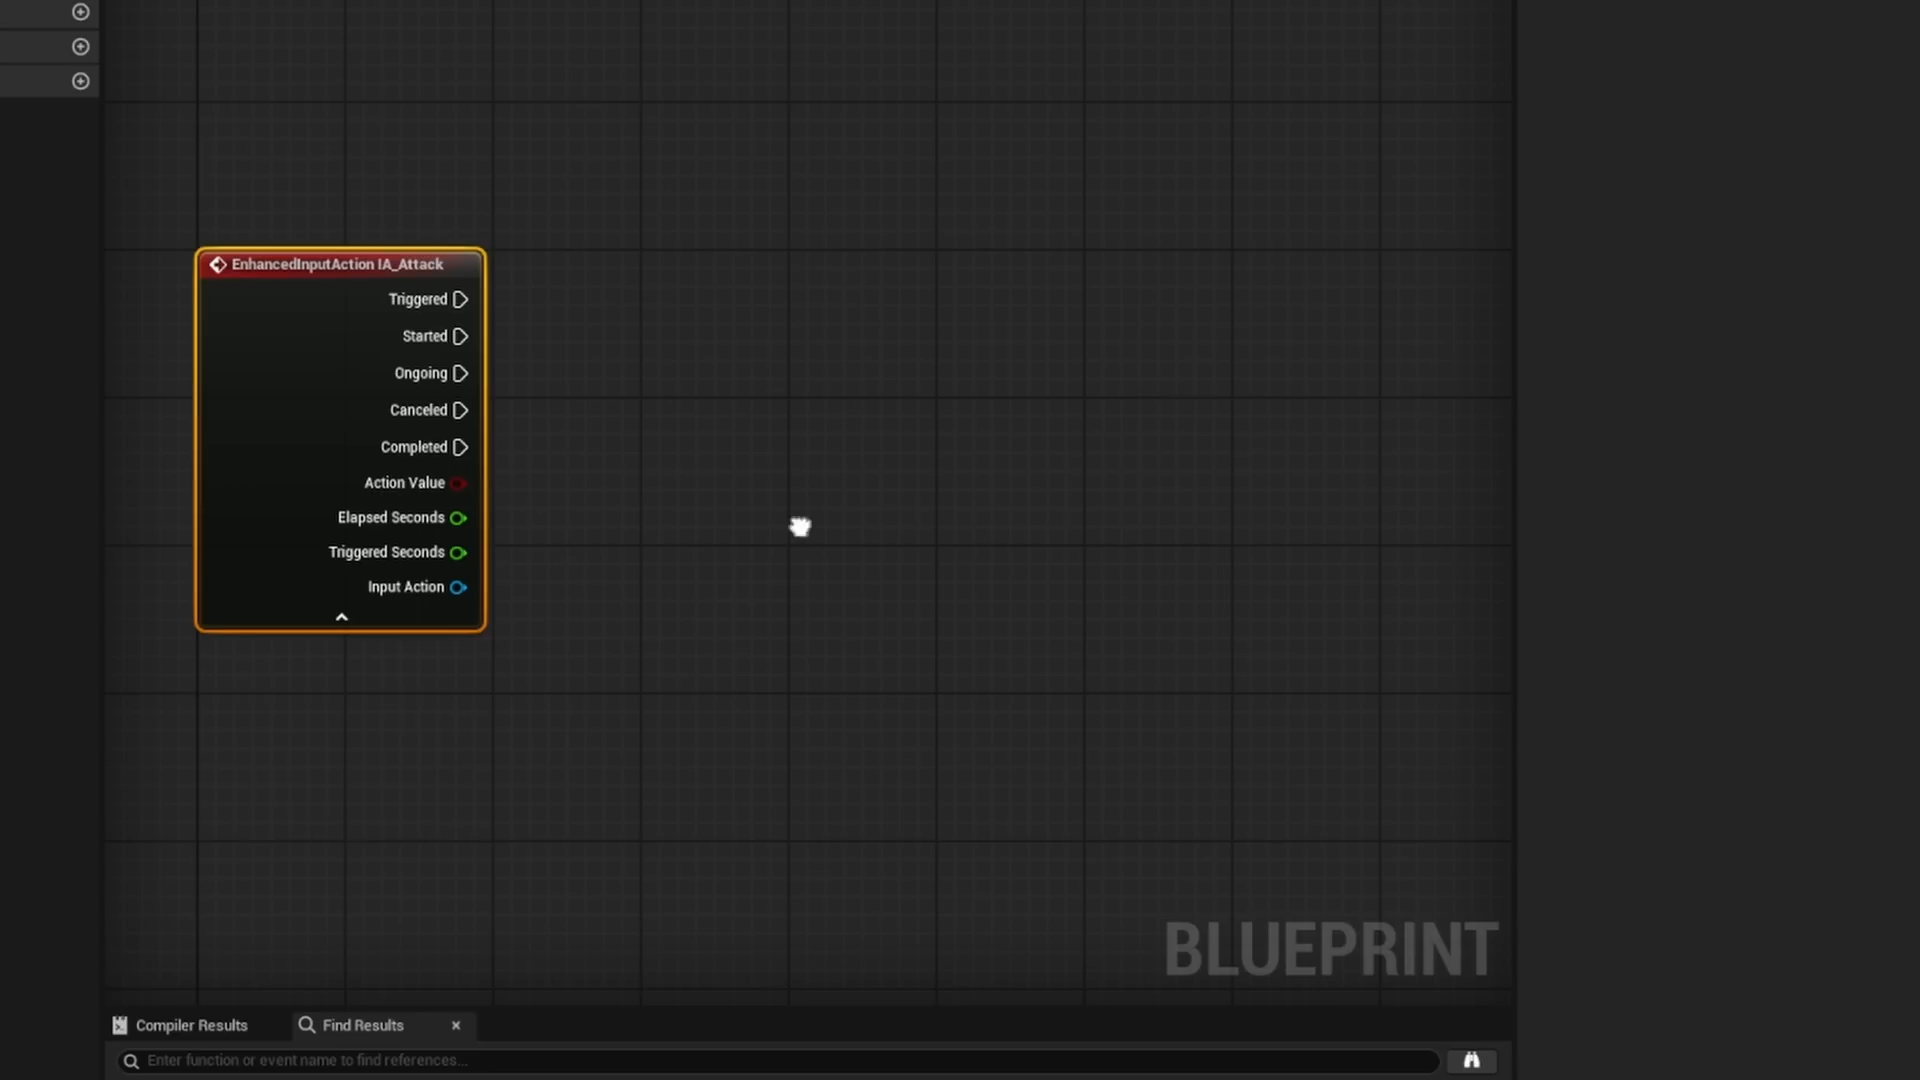 EnhancedInputAction IA_Attack
Triggered
Started
Ongoing
Canceled
Completed
Action Value
Elapsed Seconds
Triggered Seconds
Input Action
BLUEPRINT
Compiler Results
Find Results
Enter function or event name to find references...